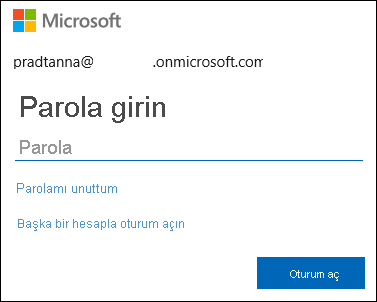 Microsoft
pradtanna@ .onmicrosoft.com
Parola girin
Parola
Parolamı unuttum
Başka bir hesapla oturum açın
Oturum aç